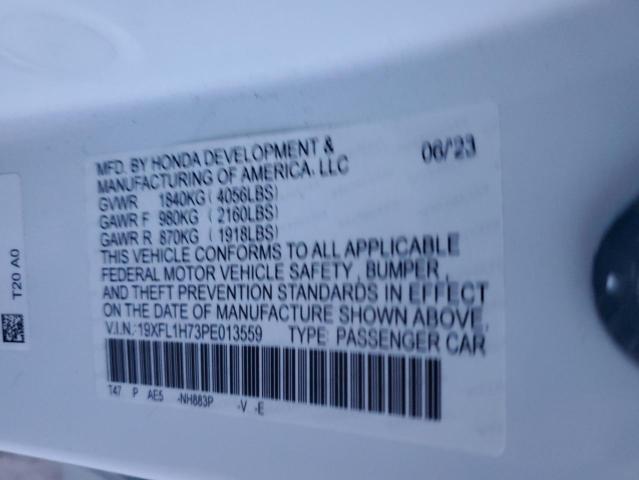 MFD. BY HONDA DEVELOPMENT & 06/23
MANUFACTURING OF AMERICA, LLC
GVWR 1840KG (4056LBS)
GAWR F 980KG (2160LBS)
GAWR R 870KG (1918LBS)
THIS VEHICLE CONFORMS TO ALL APPLICABLE
FEDERAL MOTOR VEHICLE SAFETY, BUMPER,
AND THEFT PREVENTION STANDARDS IN EFFECT
ON THE DATE OF MANUFACTURE SHOWN ABOVE.
V.I.N.:19XFL1H73PE013559 TYPE: PASSENGER CAR
T47 P AE5 -NH883P -V -E
T20 A0